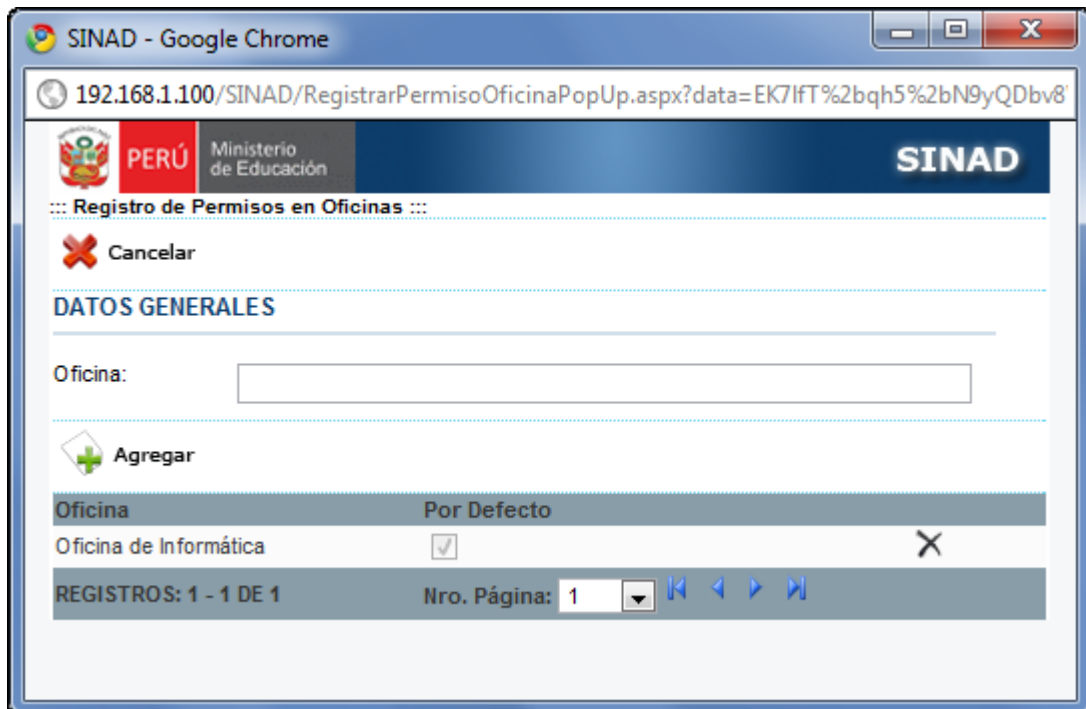 SINAD - Google Chrome
192.168.1.100/SINAD/RegistrarPermisoOficinaPopUp.aspx?data=EK7IfT%2bqh5%2bN9yQDbv8
PERÚ Ministerio de Educación SINAD
::: Registro de Permisos en Oficinas :::
Cancelar
DATOS GENERALES
Oficina:
Agregar
Oficina Por Defecto
Oficina de Informática
REGISTROS: 1 - 1 DE 1 Nro. Página: 1